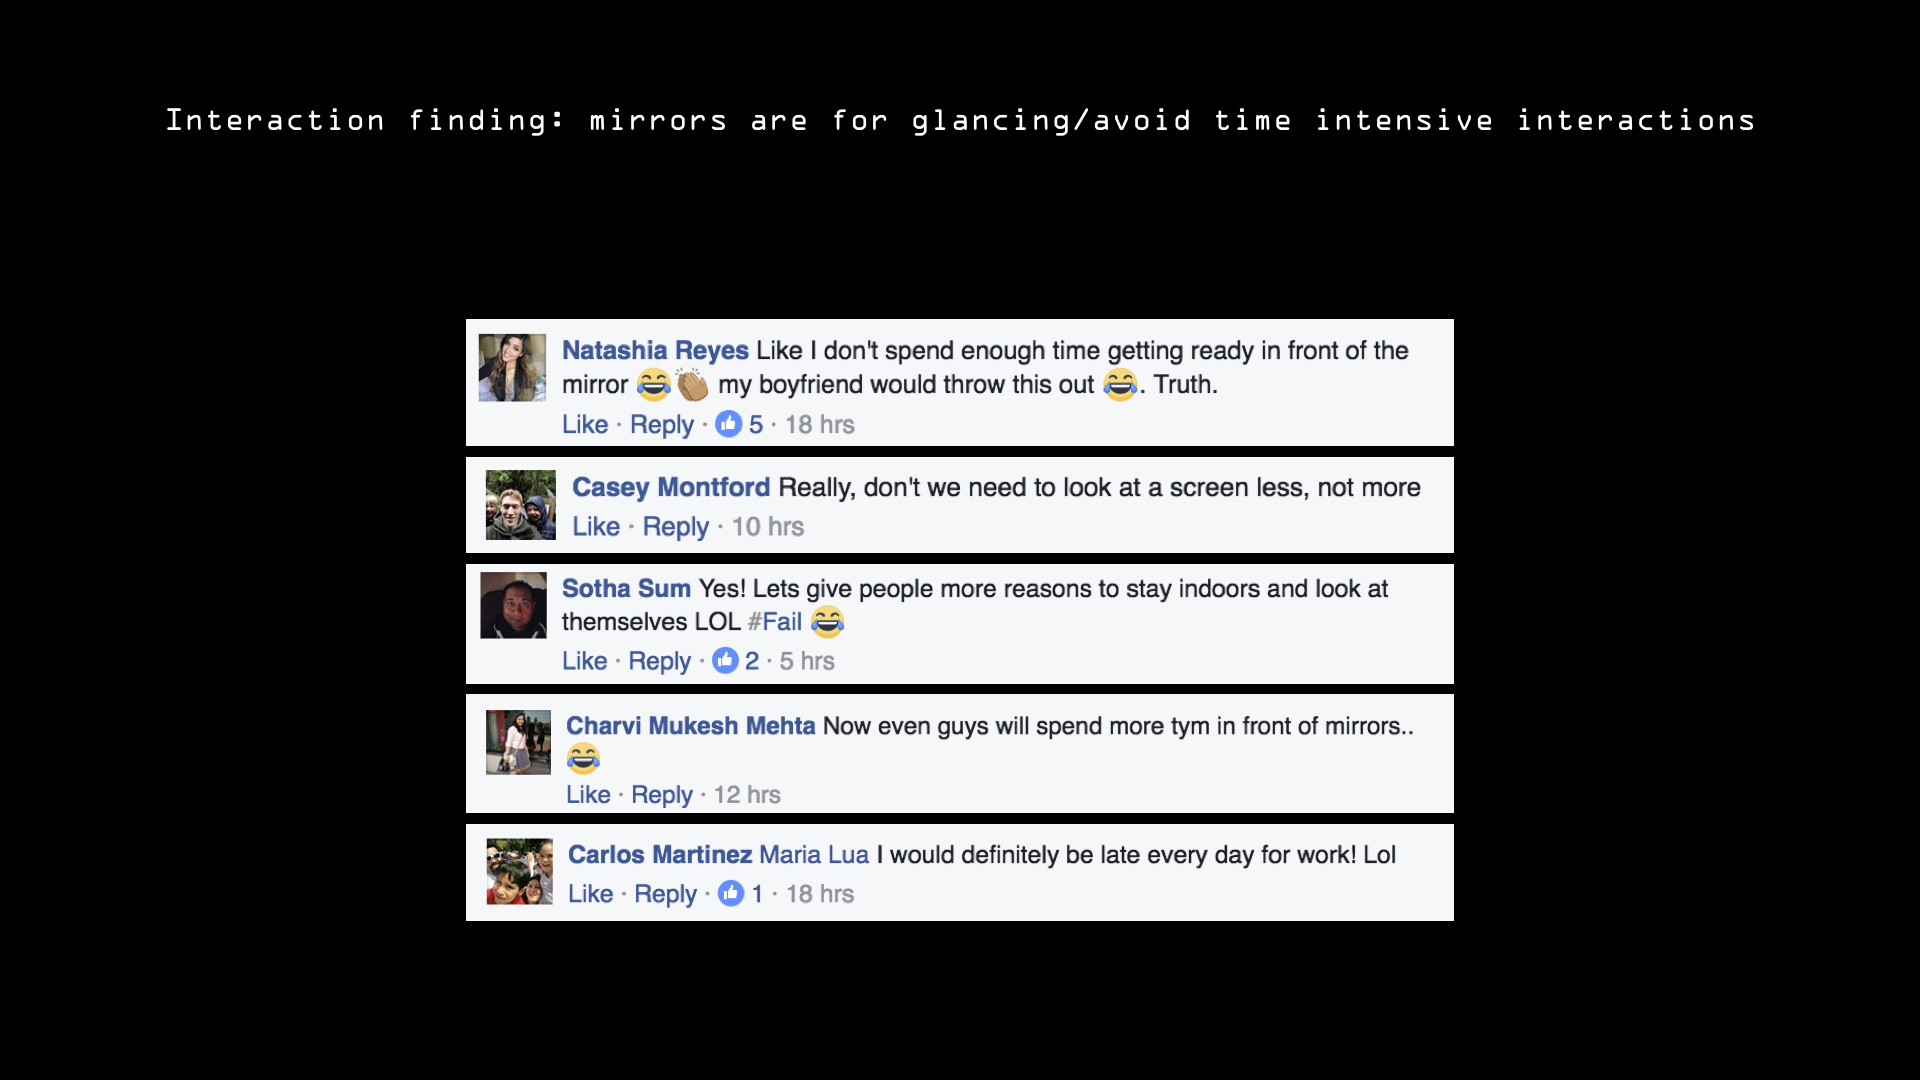 Interaction finding: mirrors are for glancing/avoid time intensive interactions
Natashia Reyes Like I don't spend enough time getting ready in front of the
mirror 😂👏🏽 my boyfriend would throw this out 😂. Truth.
Like · Reply · 5 · 18 hrs
Casey Montford Really, don't we need to look at a screen less, not more
Like · Reply · 10 hrs
Sotha Sum Yes! Lets give people more reasons to stay indoors and look at
themselves LOL #Fail 😂
Like · Reply · 2 · 5 hrs
Charvi Mukesh Mehta Now even guys will spend more tym in front of mirrors..
😂
Like · Reply · 12 hrs
Carlos Martinez Maria Lua I would definitely be late every day for work! Lol
Like · Reply · 1 · 18 hrs